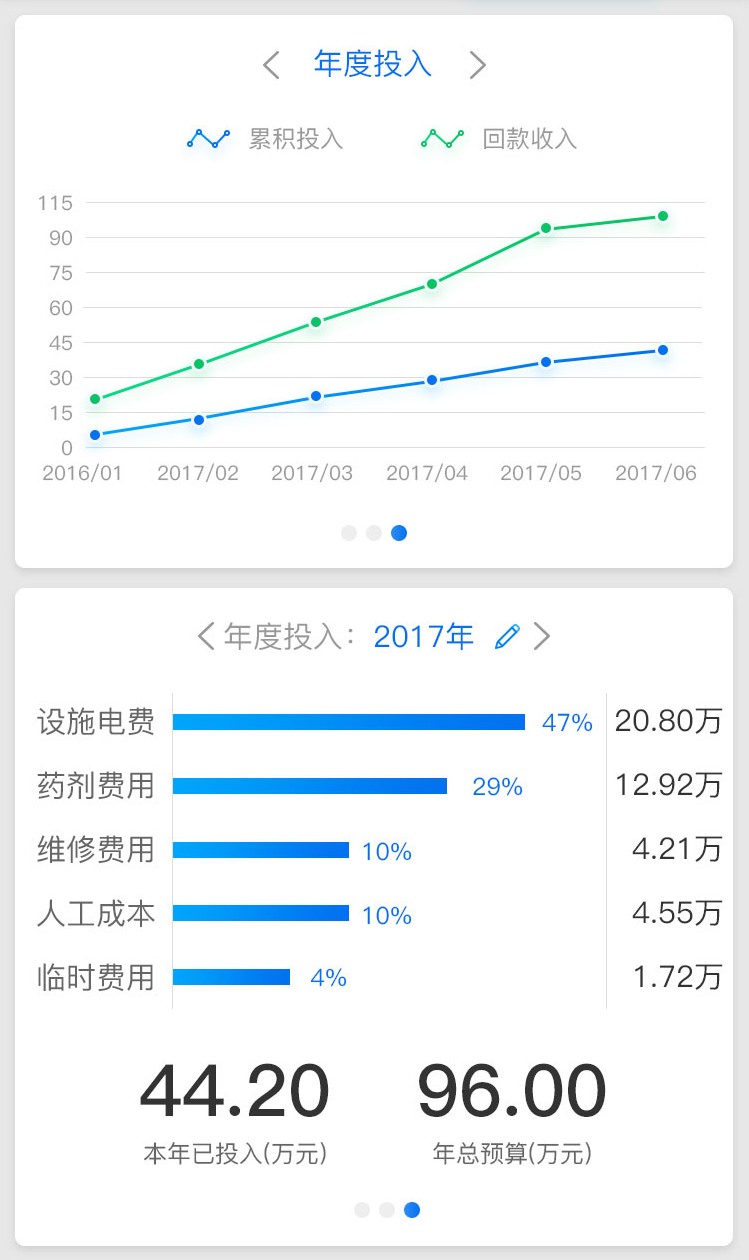 年度投入
累积投入 回款收入
115
90
75
60
45
30
15
0
2016/01 2017/02 2017/03 2017/04 2017/05 2017/06
年度投入：2017年
设施电费 47% 20.80万
药剂费用 29% 12.92万
维修费用 10% 4.21万
人工成本 10% 4.55万
临时费用 4% 1.72万
44.20 96.00
本年已投入(万元) 年总预算(万元)